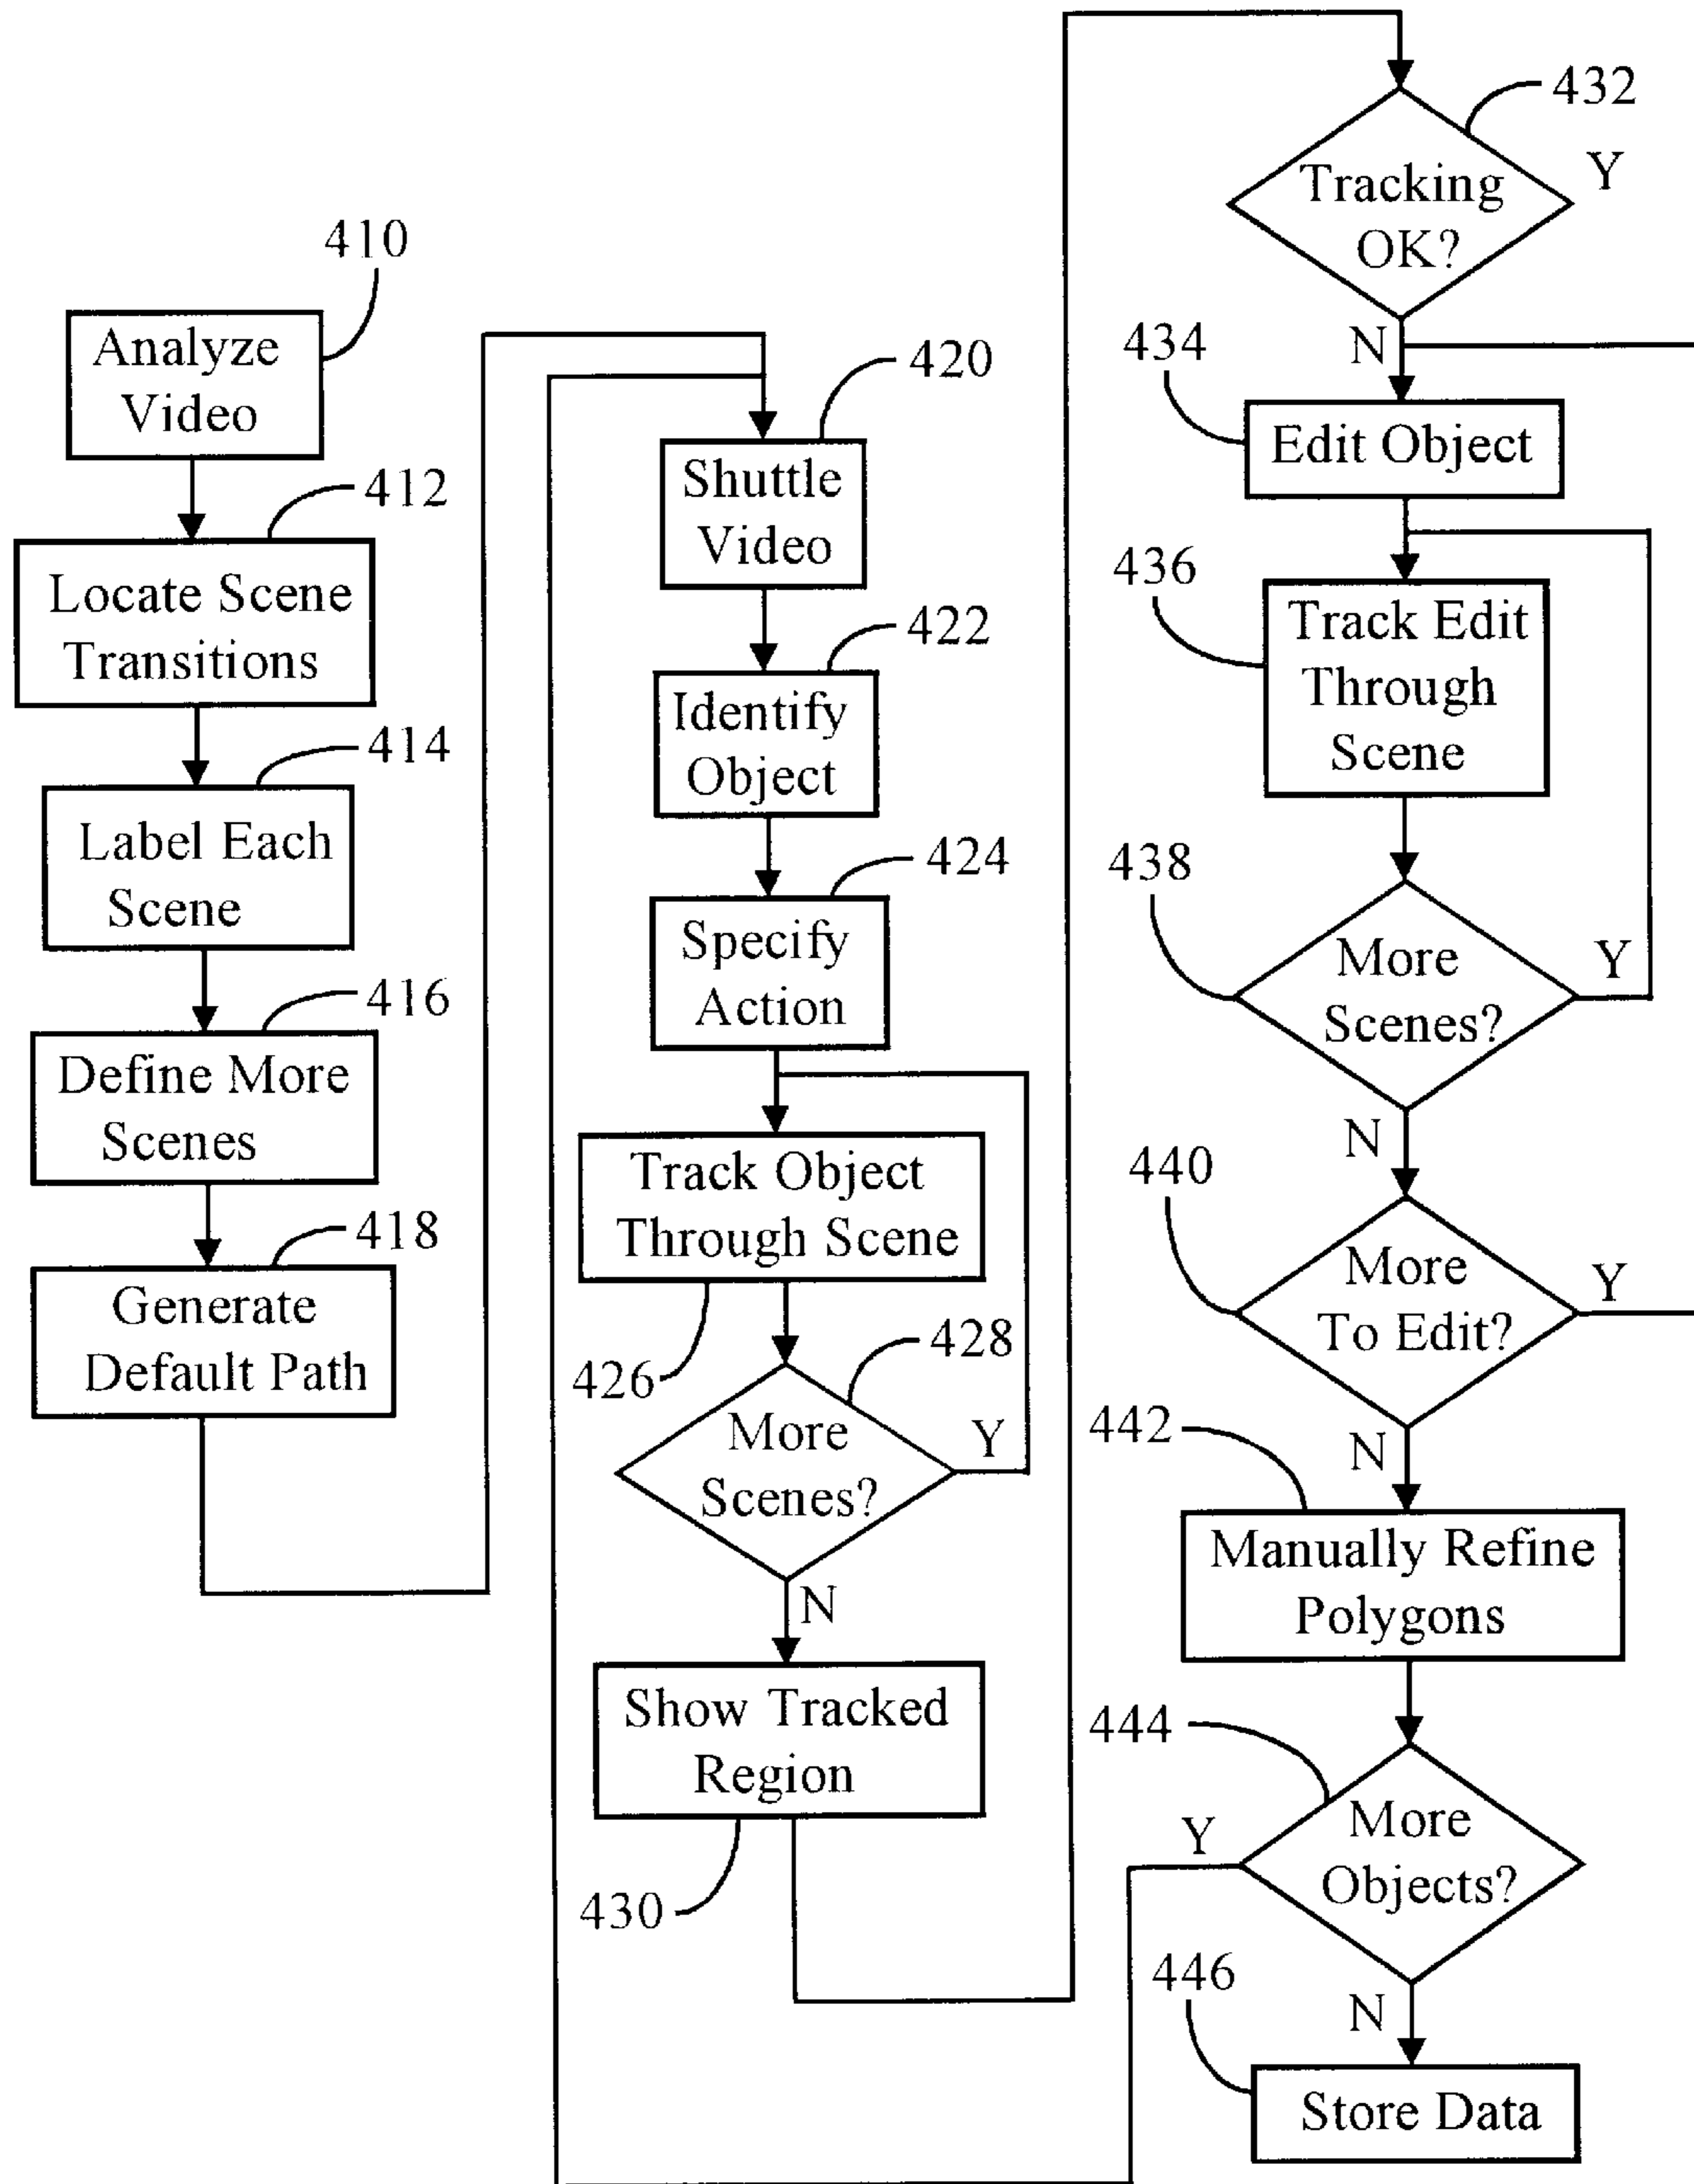 410
Analyze
Video
412
Locate Scene
Transitions
414
Label Each
Scene
416
Define More
Scenes
418
Generate
Default Path
420
Shuttle
Video
422
Identify
Object
424
Specify
Action
Track Object
Through Scene
426
428
More
Scenes?
Y
N
Show Tracked
Region
430
432
Tracking
OK?
Y
N
434
Edit Object
436
Track Edit
Through
Scene
438
More
Scenes?
Y
N
440
More
To Edit?
Y
N
442
Manually Refine
Polygons
444
More
Objects?
Y
N
446
Store Data